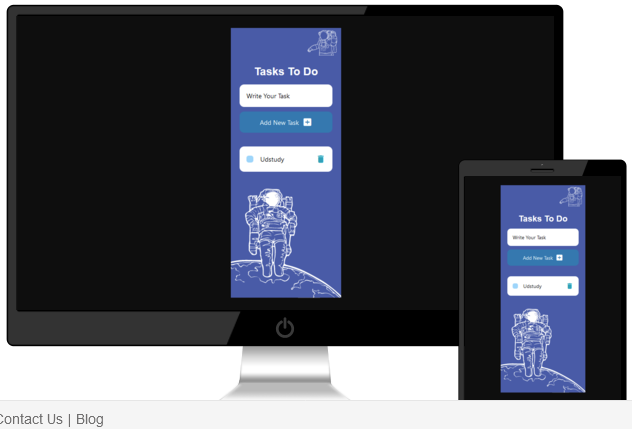 Tasks To Do
Write Your Task
Add New Task
Udstudy
Tasks To Do
Write Your Task
Add New Task
Udstudy
Contact Us | Blog